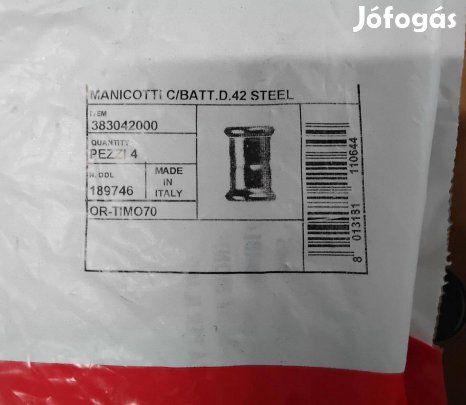 Jófogás
MANICOTTI C/BATT.D.42 STEEL
ITEM
383042000
QUANTITY
PEZZI 4
N. ODL
189746
MADE
IN
ITALY
OR-TIMO70
8 013181 110644